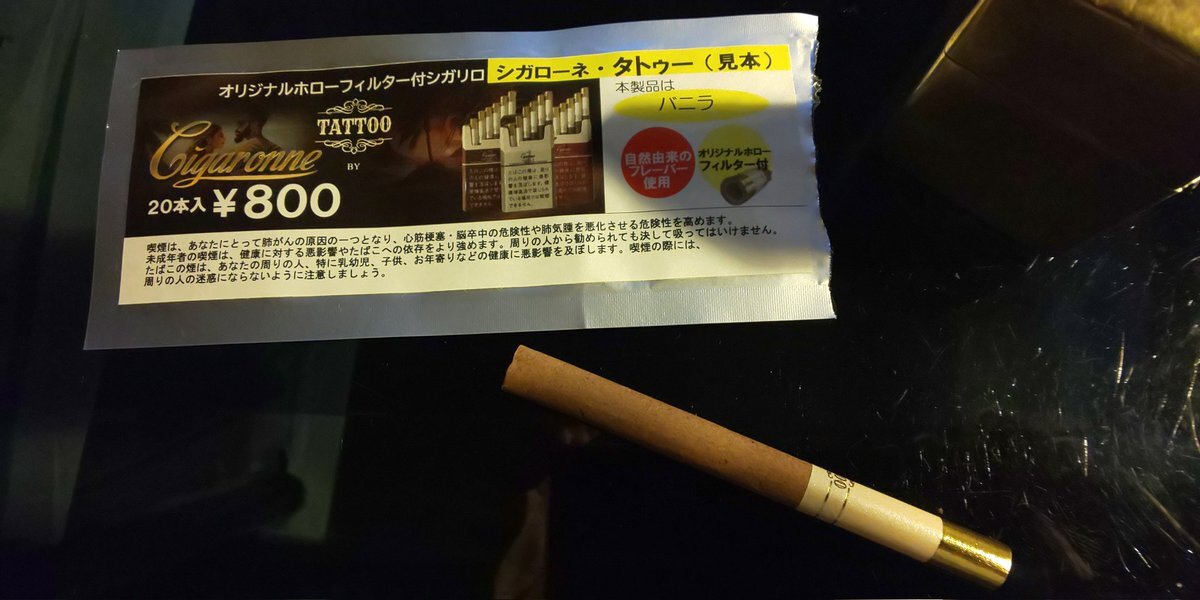 オリジナルホローフィルター付シガリロ
シガローネ・タトゥー（見本）
Cigaronne
TATTOO
BY
20本入 ¥800
本製品は
バニラ
自然由来の
フレーバー
使用
オリジナルホロー
フィルター付
喫煙は、あなたにとって肺がんの原因の一つとなり、心筋梗塞・脳卒中の危険性や肺気腫を悪化させる危険性を高めます。
未成年者の喫煙は、健康に対する悪影響やたばこへの依存をより強めます。周りの人から勧められても決して吸ってはいけません。
たばこの煙は、あなたの周りの人、特に乳幼児、子供、お年寄りなどの健康に悪影響を及ぼします。喫煙の際には、
周りの人の迷惑にならないように注意しましょう。